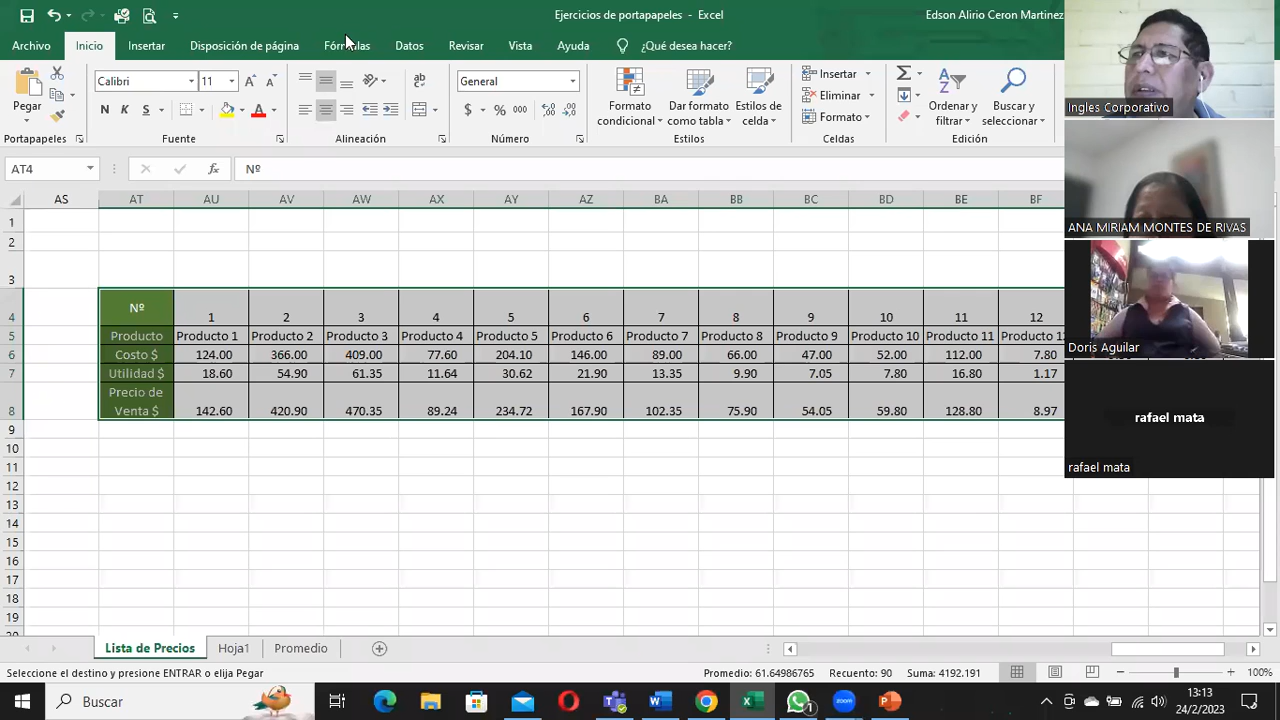 Ejercicios de portapapeles - Excel
Edson Alirio Ceron Martinez
Archivo Inicio Insertar Disposición de página Fórmulas Datos Revisar Vista Ayuda ¿Qué desea hacer?
Pegar
Calibri 11
N K S
General
$ % 000
Formato condicional
Dar formato como tabla
Estilos de celda
Insertar
Eliminar
Formato
Ordenar y filtrar
Buscar y seleccionar
Portapapeles Fuente Alineación Número Estilos Celdas Edición
AT4 fx Nº
AS AT AU AV AW AX AY AZ BA BB BC BD BE BF
1
2
3
4 Nº 1 2 3 4 5 6 7 8 9 10 11 12
5 Producto Producto 1 Producto 2 Producto 3 Producto 4 Producto 5 Producto 6 Producto 7 Producto 8 Producto 9 Producto 10 Producto 11 Producto 12
6 Costo $ 124.00 366.00 409.00 77.60 204.10 146.00 89.00 66.00 47.00 52.00 112.00 7.80
7 Utilidad $ 18.60 54.90 61.35 11.64 30.62 21.90 13.35 9.90 7.05 7.80 16.80 1.17
8 Precio de Venta $ 142.60 420.90 470.35 89.24 234.72 167.90 102.35 75.90 54.05 59.80 128.80 8.97
9
10
11
12
13
14
15
16
17
18
19
Ingles Corporativo
ANA MIRIAM MONTES DE RIVAS
Doris Aguilar
rafael mata
rafael mata
Lista de Precios Hoja1 Promedio
Seleccione el destino y presione ENTRAR o elija Pegar
Promedio: 61.64986765 Recuento: 90 Suma: 4192.191
100%
Buscar
13:13
24/2/2023